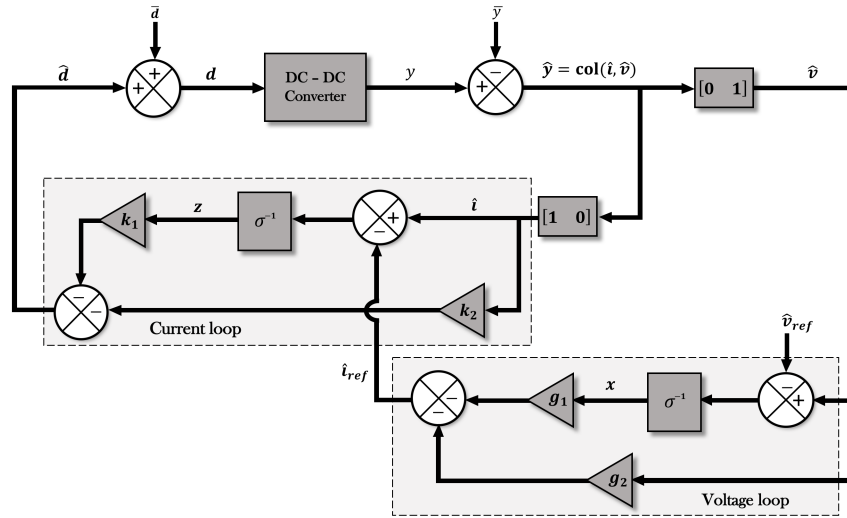 d̄
ȳ
d̂
+
+
d
DC – DC
Converter
y
+
−
ŷ = col(î, v̂)
[0 1]
v̂
k₁
z
σ⁻¹
+
−
î
[1 0]
−
−
k₂
Current loop
î_ref
v̂_ref
−
−
g₁
x
σ⁻¹
−
+
g₂
Voltage loop